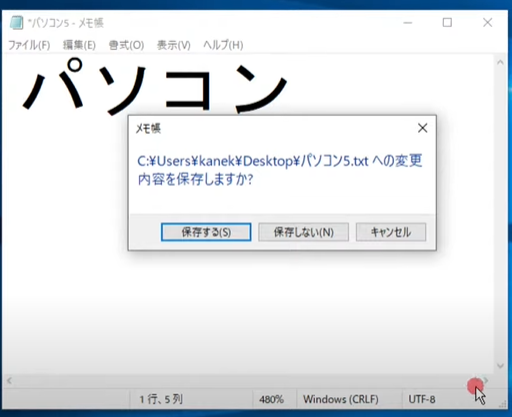 *パソコン5 - メモ帳
ファイル(F) 編集(E) 書式(O) 表示(V) ヘルプ(H)
パソコン
メモ帳
C:¥Users¥kanek¥Desktop¥パソコン5.txt への変更
内容を保存しますか?
保存する(S) 保存しない(N) キャンセル
1 行、5 列 480% Windows (CRLF) UTF-8